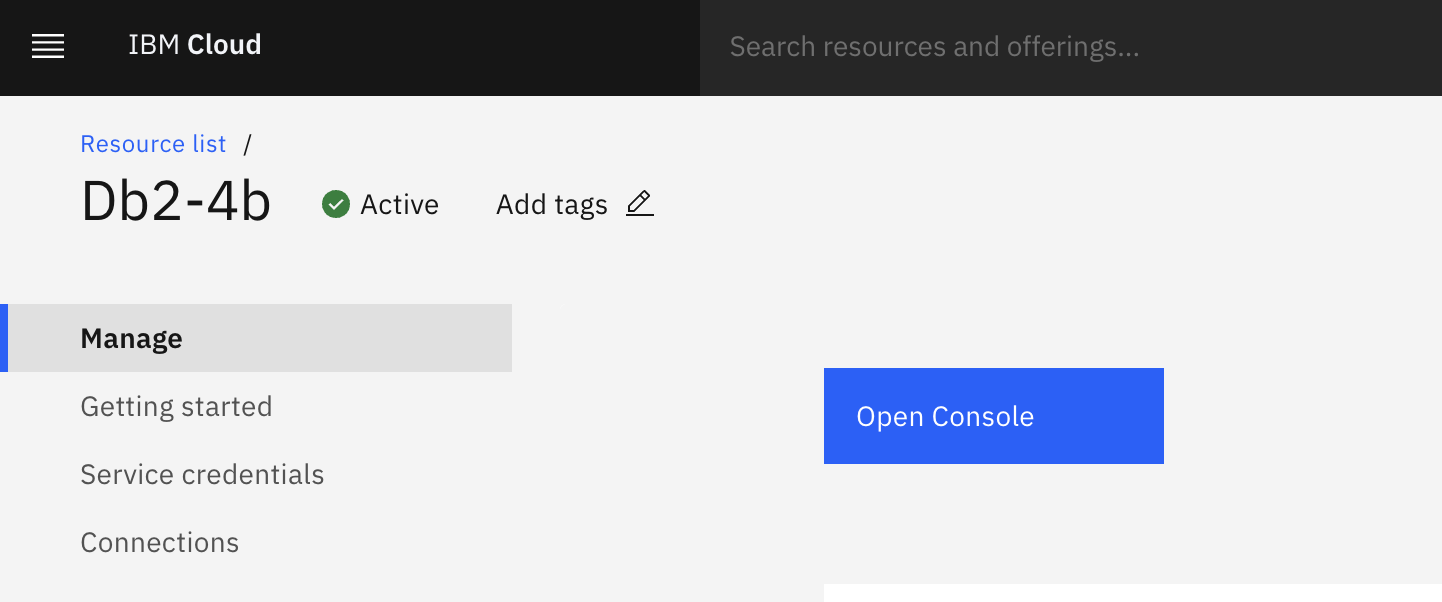 IBM Cloud
Search resources and offerings...
Resource list /
Db2-4b
Active
Add tags
Manage
Getting started
Service credentials
Connections
Open Console